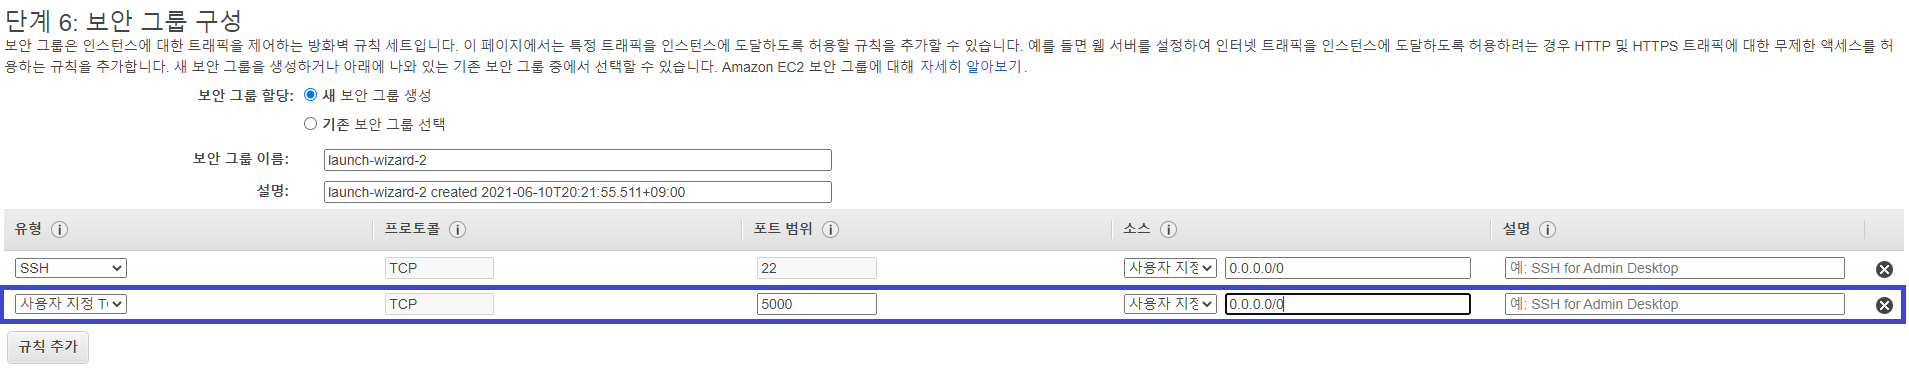 단계 6: 보안 그룹 구성
보안 그룹은 인스턴스에 대한 트래픽을 제어하는 방화벽 규칙 세트입니다. 이 페이지에서는 특정 트래픽을 인스턴스에 도달하도록 허용할 규칙을 추가할 수 있습니다. 예를 들면 웹 서버를 설정하여 인터넷 트래픽을 인스턴스에 도달하도록 허용하려는 경우 HTTP 및 HTTPS 트래픽에 대한 무제한 액세스를 허
용하는 규칙을 추가합니다. 새 보안 그룹을 생성하거나 아래에 나와 있는 기존 보안 그룹 중에서 선택할 수 있습니다. Amazon EC2 보안 그룹에 대해 자세히 알아보기.
보안 그룹 할당: 새 보안 그룹 생성
기존 보안 그룹 선택
보안 그룹 이름: launch-wizard-2
설명: launch-wizard-2 created 2021-06-10T20:21:55.511+09:00
유형 i 프로토콜 i 포트 범위 i 소스 i 설명 i
SSH TCP 22 사용자 지정 0.0.0.0/0 예: SSH for Admin Desktop
사용자 지정 T TCP 5000 사용자 지정 0.0.0.0/0 예: SSH for Admin Desktop
규칙 추가